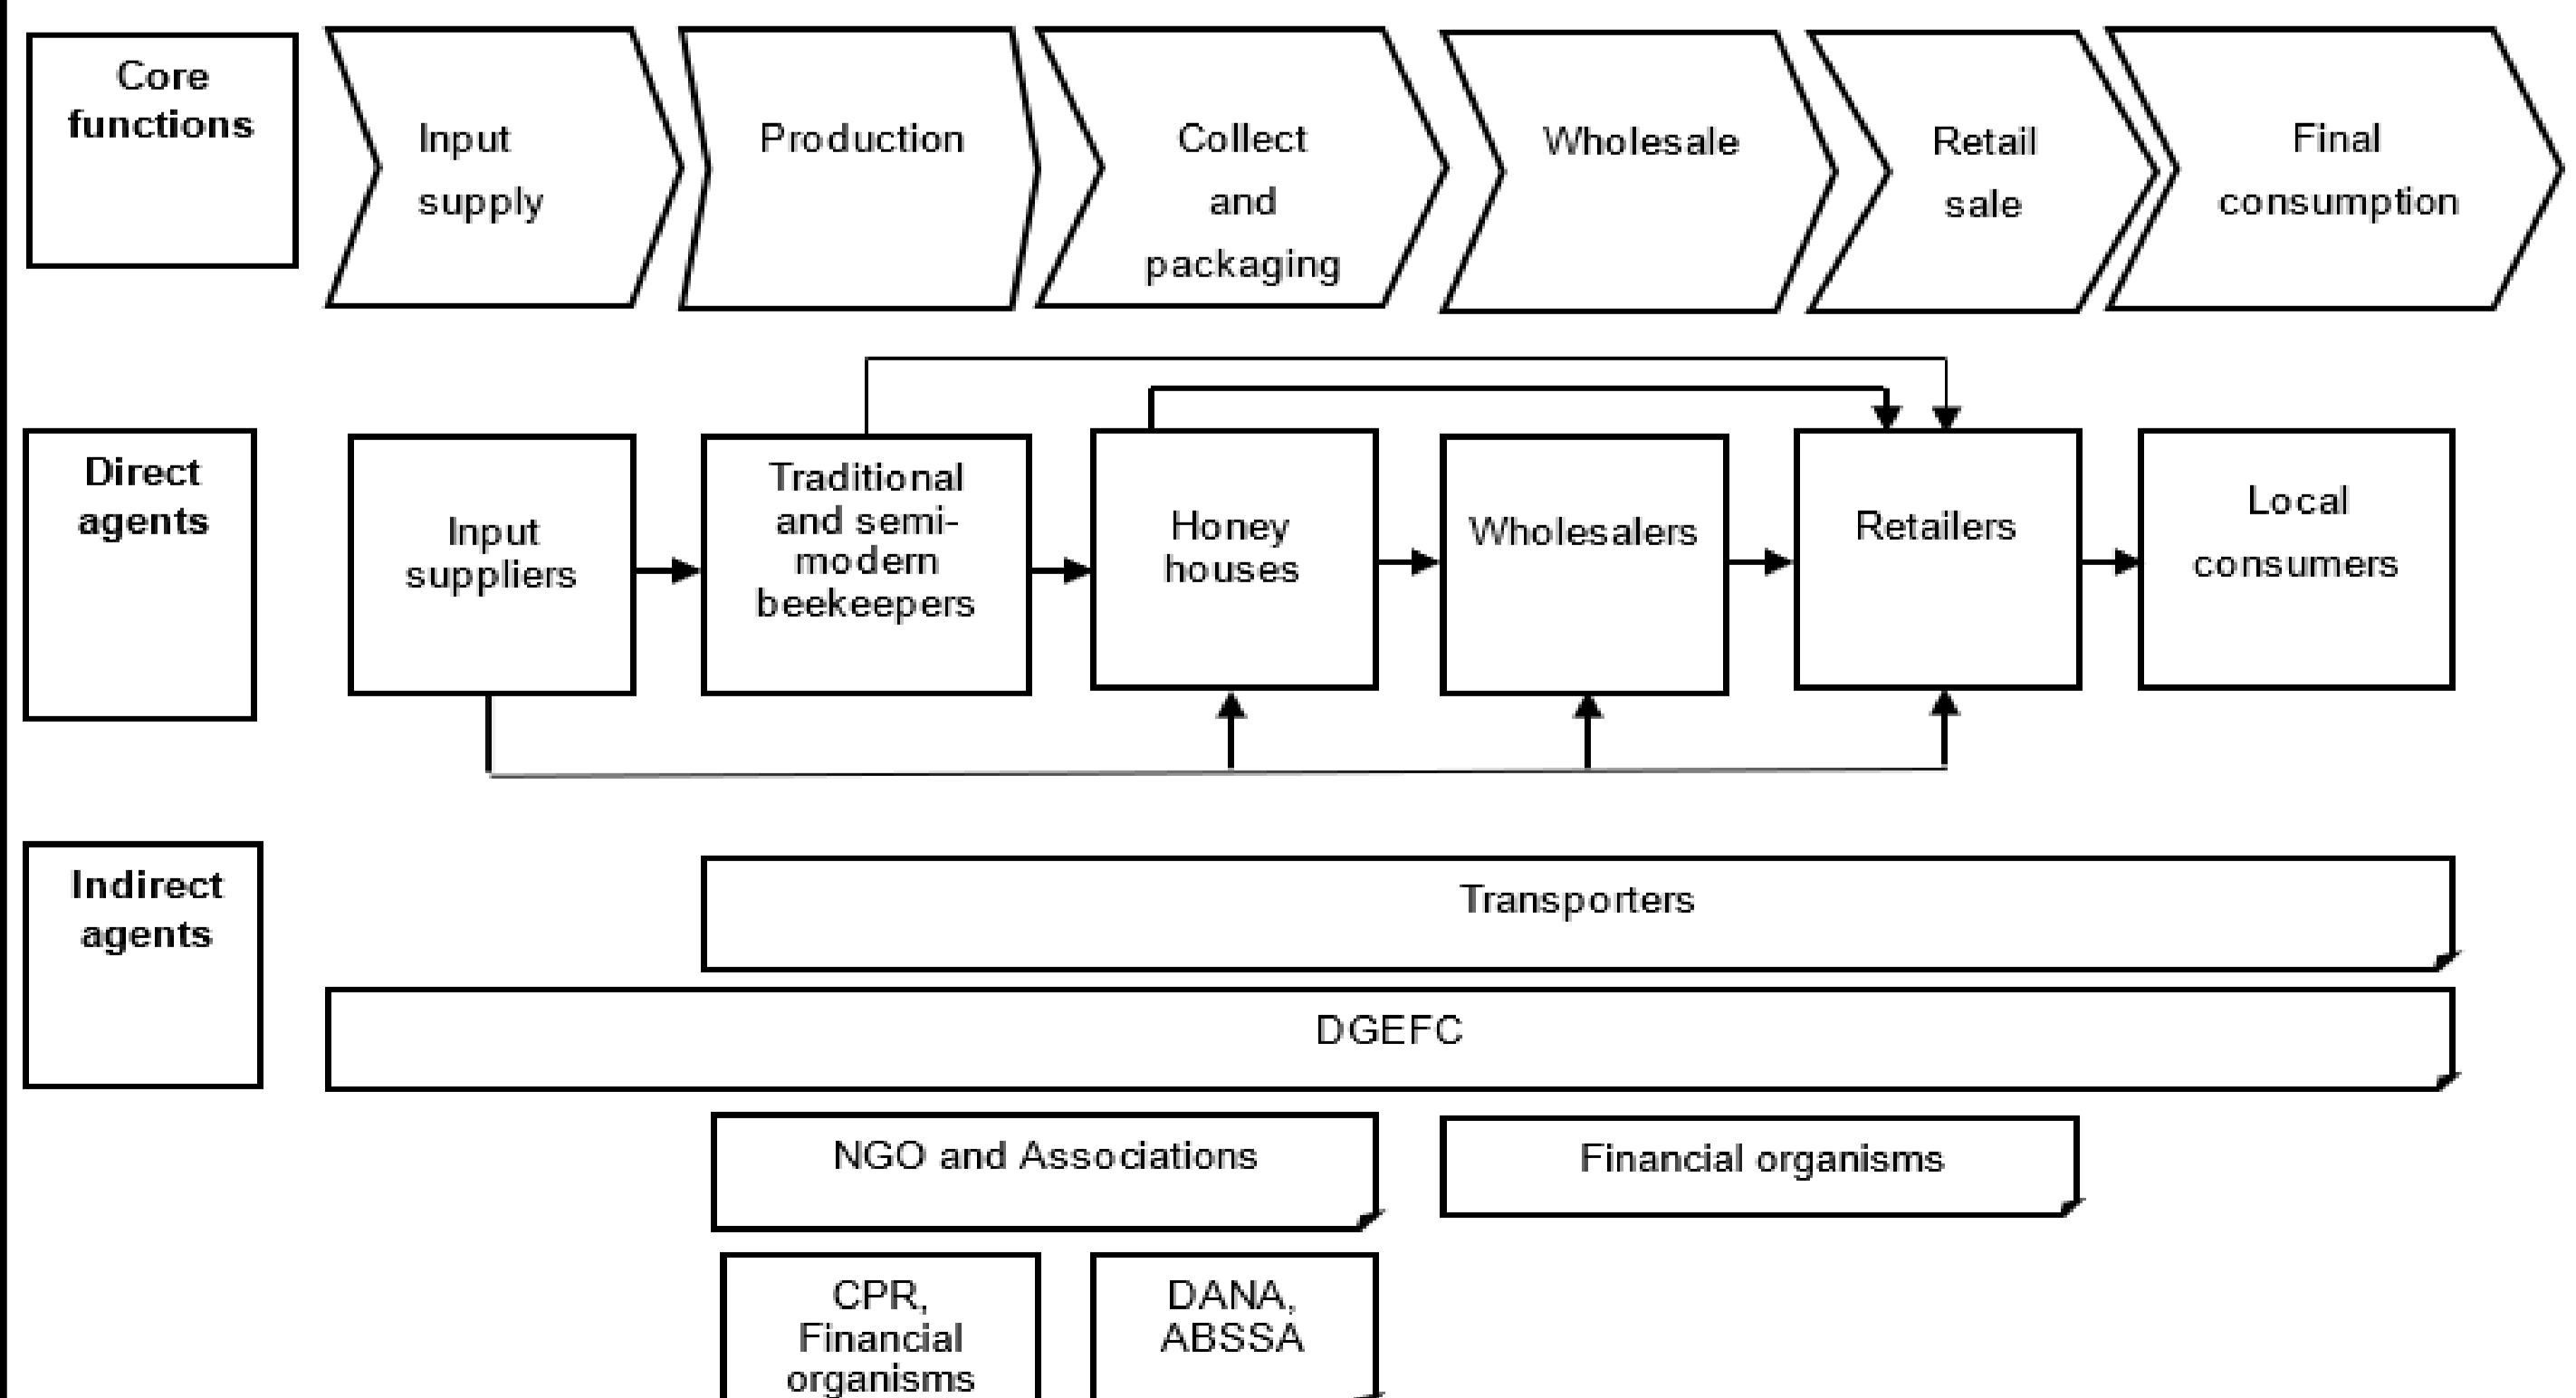 Core
functions
Input
supply
Production
Collect
and
packaging
Wholesale
Retail
sale
Final
consumption
Direct
agents
Input
suppliers
Traditional
and semi-
modern
beekeepers
Honey
houses
Wholesalers
Retailers
Local
consumers
Indirect
agents
Transporters
DGEFC
NGO and Associations
Financial organisms
CPR,
Financial
organisms
DANA,
ABSSA